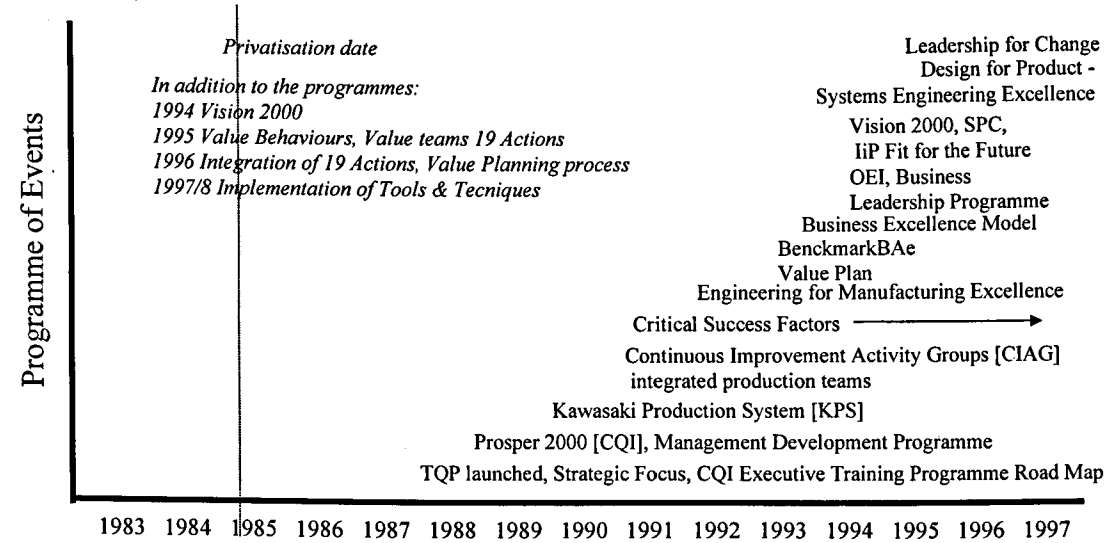 Privatisation date
In addition to the programmes:
1994 Vision 2000
1995 Value Behaviours, Value teams 19 Actions
1996 Integration of 19 Actions, Value Planning process
1997/8 Implementation of Tools & Tecniques
Leadership for Change
Design for Product -
Systems Engineering Excellence
Vision 2000, SPC,
IiP Fit for the Future
OEI, Business
Leadership Programme
Business Excellence Model
BenckmarkBAe
Value Plan
Engineering for Manufacturing Excellence
Critical Success Factors
Continuous Improvement Activity Groups [CIAG]
integrated production teams
Kawasaki Production System [KPS]
Prosper 2000 [CQI], Management Development Programme
TQP launched, Strategic Focus, CQI Executive Training Programme Road Map
Programme of Events
1983 1984 1985 1986 1987 1988 1989 1990 1991 1992 1993 1994 1995 1996 1997